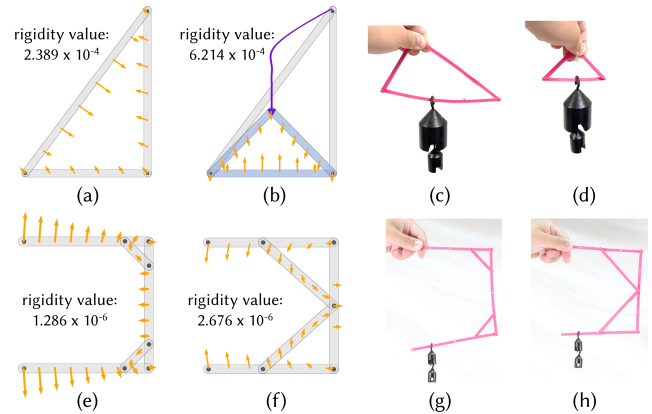 rigidity value:
2.389 x 10⁻⁴
rigidity value:
6.214 x 10⁻⁴
(a)
(b)
(c)
(d)
rigidity value:
1.286 x 10⁻⁶
rigidity value:
2.676 x 10⁻⁶
(e)
(f)
(g)
(h)